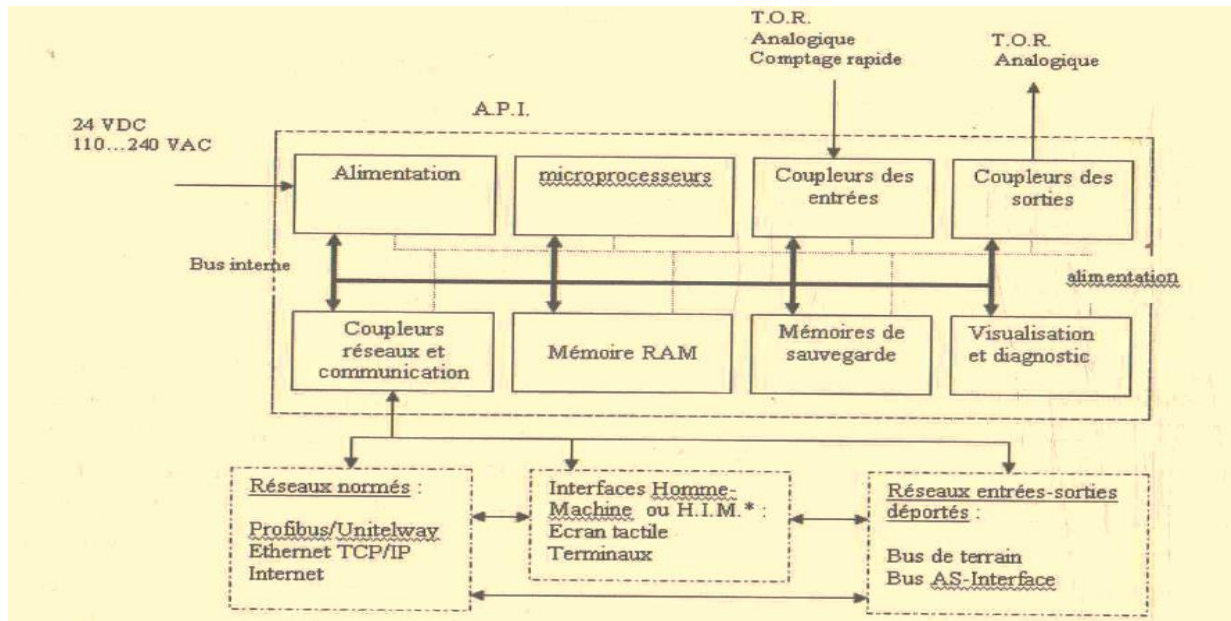 T.O.R.
Analogique
Comptage rapide
T.O.R.
Analogique
A.P.I.
24 VDC
110...240 VAC
Alimentation
microprocesseurs
Coupleurs des
entrées
Coupleurs des
sorties
Bus interne
alimentation
Coupleurs
réseaux et
communication
Mémoire RAM
Mémoires de
sauvegarde
Visualisation
et diagnostic
Réseaux normés :
Profibus/Unitelway
Ethernet TCP/IP
Internet
Interfaces Homme-
Machine ou H.I.M.* :
Ecran tactile
Terminaux
Réseaux entrées-sorties
déportés :
Bus de terrain
Bus AS-Interface